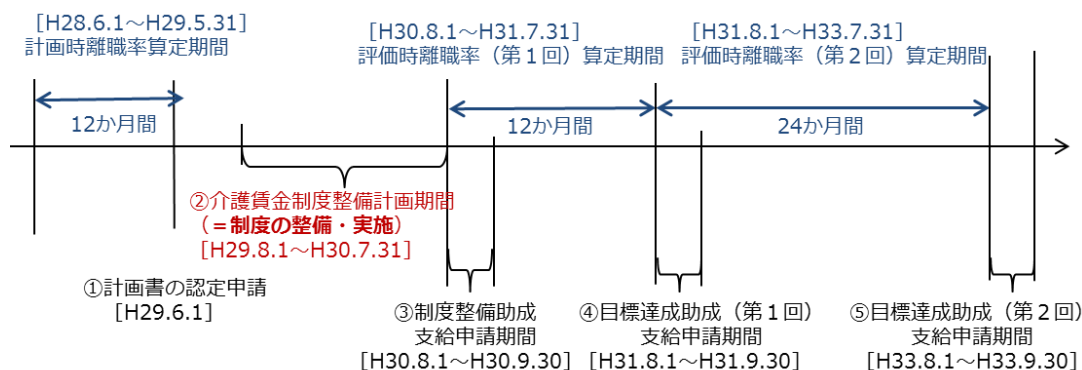 [H28.6.1～H29.5.31]
計画時離職率算定期間
[H30.8.1～H31.7.31]
評価時離職率（第１回）算定期間
[H31.8.1～H33.7.31]
評価時離職率（第２回）算定期間
12か月間
12か月間
24か月間
②介護賃金制度整備計画期間
（＝制度の整備・実施）
[H29.8.1～H30.7.31]
①計画書の認定申請
[H29.6.1]
③制度整備助成
支給申請期間
[H30.8.1～H30.9.30]
④目標達成助成（第１回）
支給申請期間
[H31.8.1～H31.9.30]
⑤目標達成助成（第２回）
支給申請期間
[H33.8.1～H33.9.30]